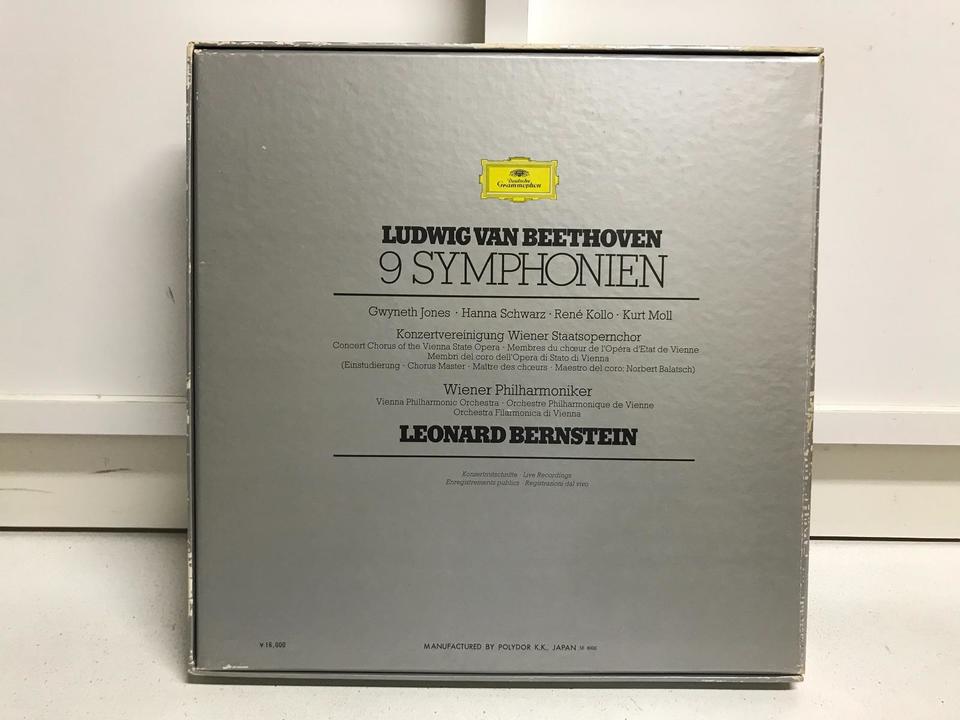 Deutsche
Grammophon
LUDWIG VAN BEETHOVEN
9 SYMPHONIEN
Gwyneth Jones · Hanna Schwarz · René Kollo · Kurt Moll
Konzertvereinigung Wiener Staatsopernchor
Concert Chorus of the Vienna State Opera · Membres du chœur de l'Opéra d'Etat de Vienne
Membri del coro dell'Opera di Stato di Vienna
(Einstudierung · Chorus Master · Maître des chœurs · Maestro del coro: Norbert Balatsch)
Wiener Philharmoniker
Vienna Philharmonic Orchestra · Orchestre Philharmonique de Vienne
Orchestra Filarmonica di Vienna
LEONARD BERNSTEIN
Konzertmitschnitte · Live Recordings
Enregistrements publics · Registrazioni dal vivo
¥16,000
MANUFACTURED BY POLYDOR K.K., JAPAN